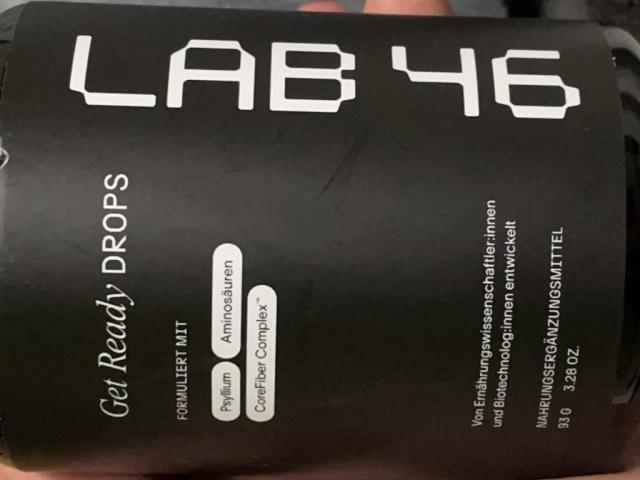 LAB 46
Get Ready DROPS
FORMULIERT MIT
Psyllium Aminosäuren
CoreFiber Complex™
Von Ernährungswissenschaftler:innen
und Biotechnolog:innen entwickelt
NAHRUNGSERGÄNZUNGSMITTEL
93 G 3.28 OZ.